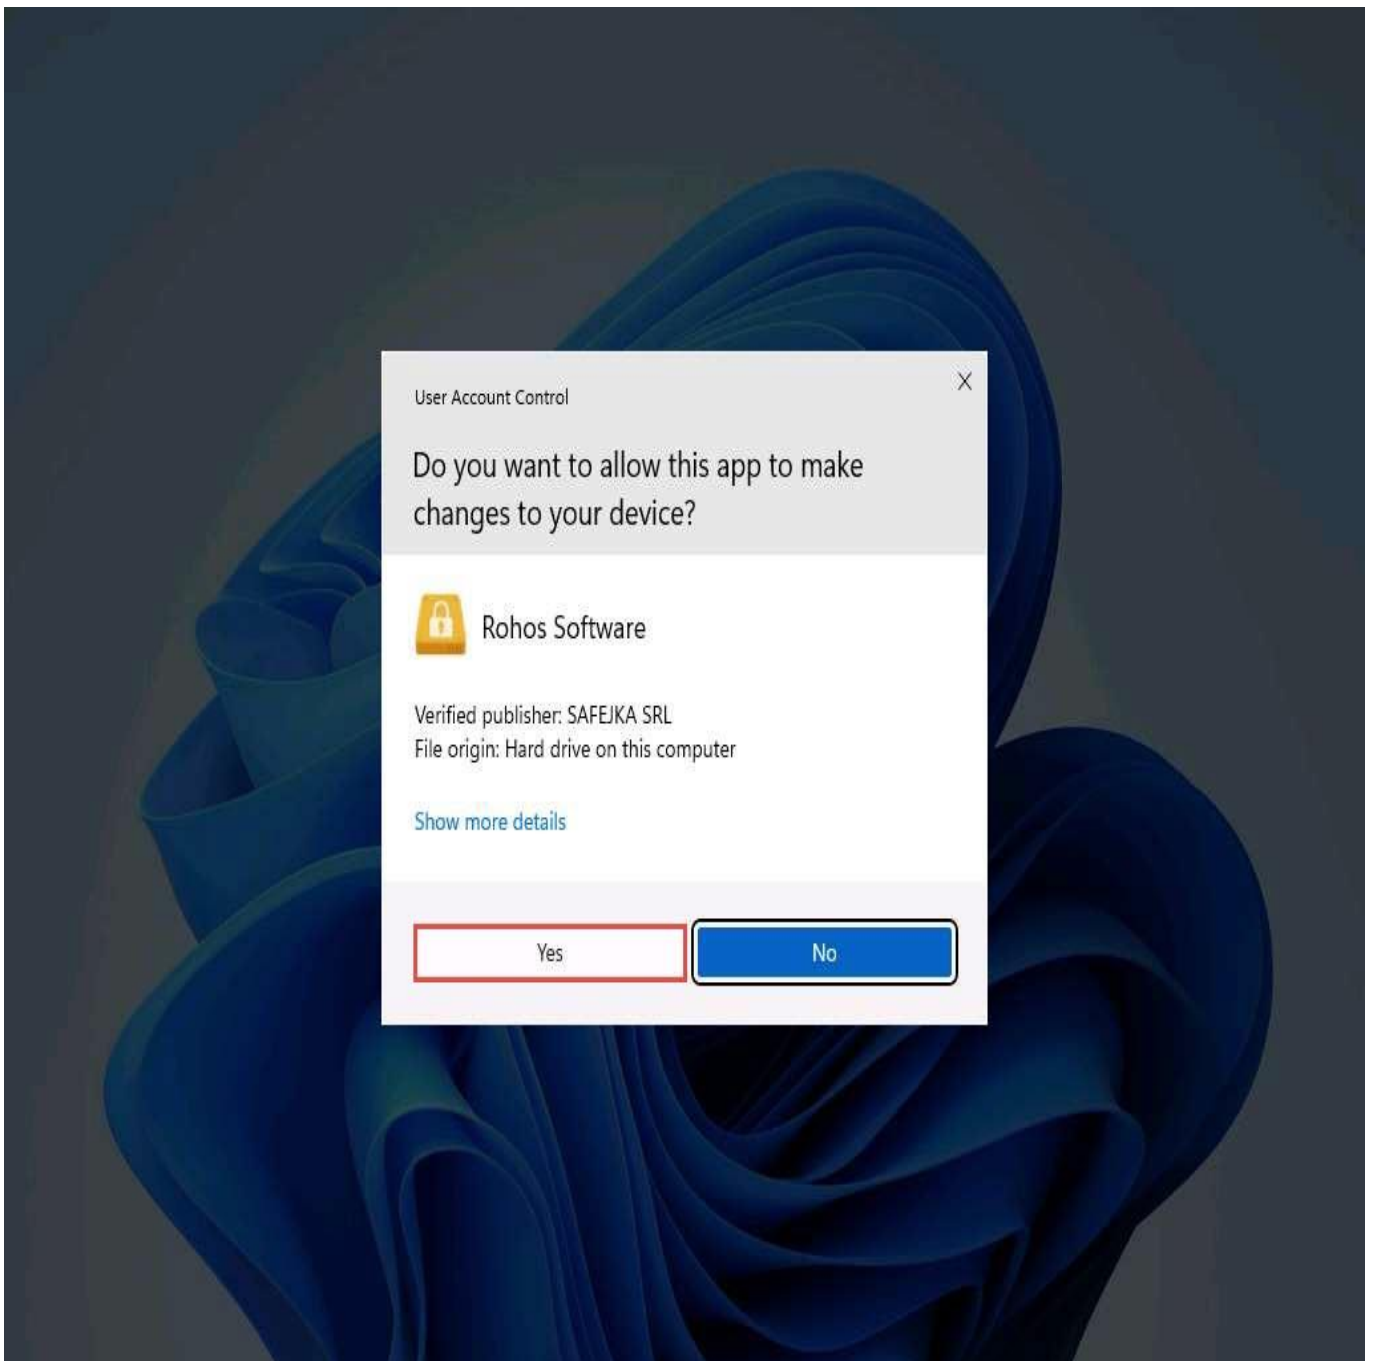 User Account Control
X
Do you want to allow this app to make
changes to your device?
Rohos Software
Verified publisher: SAFEJKA SRL
File origin: Hard drive on this computer
Show more details
Yes
No